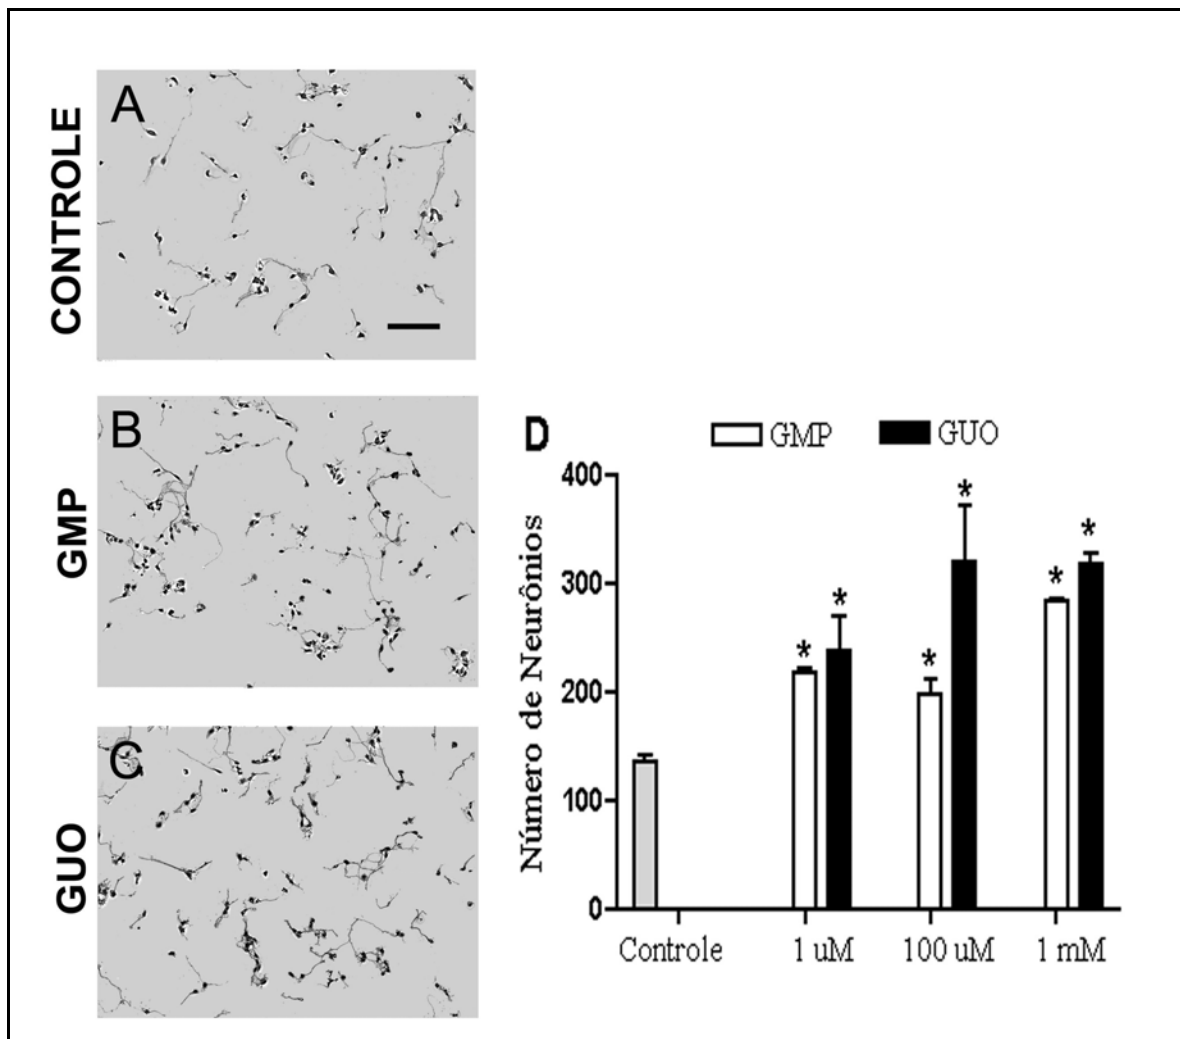 CONTROLE
A
GMP
B
GUO
C
D
GMP
GUO
Número de Neurônios
400
300
200
100
0
*
*
*
*
*
*
Controle
1 uM
100 uM
1 mM